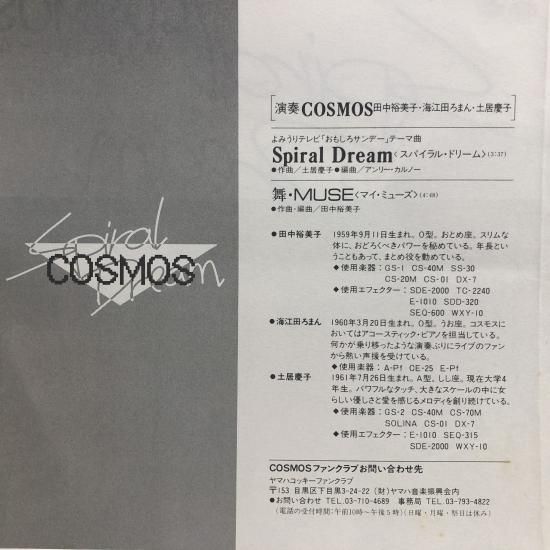 Spiral Dream
COSMOS
[演奏COSMOS田中裕美子・海江田ろまん・土居慶子]
よみうりテレビ「おもしろサンデー」テーマ曲
Spiral Dream〈スパイラル・ドリーム〉(3:37)
●作曲／土居慶子●編曲／アンリー・カルノー
舞・MUSE〈マイ・ミューズ〉(4:48)
●作曲・編曲／田中裕美子
●田中裕美子 1959年9月11日生まれ。O型。おとめ座。スリムな
体に、おどろくべきパワーを秘めている。年長とい
うこともあって、まとめ役を勤めている。
◆使用楽器：GS-1 CS-40M SS-30
CS-20M CS-01 DX-7
◆使用エフェクター：SDE-2000 TC-2240
E-1010 SDD-320
SEQ-600 WXY-10
●海江田ろまん 1960年3月20日生まれ。O型。うお座。コスモスに
おいてはアコースティック・ピアノを担当している。
何かが乗り移ったような演奏ぶりにライブのファン
から熱い声援を受けている。
◆使用楽器：A-Pf CE-25 E-Pf
●土居慶子 1961年7月26日生まれ。A型。しし座。現在大学4
年生。パワフルなタッチ、大きなスケールの中に女
らしい優しさと愛を感じるメロディを創り続けている。
◆使用楽器：GS-2 CS-40M CS-70M
SOLINA CS-01 DX-7
◆使用エフェクター：E-1010 SEQ-315
SDE-2000 WXY-10
COSMOSファンクラブお問い合わせ先
ヤマハコッキーファンクラブ
〒153 目黒区下目黒3-24-22 (財)ヤマハ音楽振興会内
●お問い合わせ TEL.03-710-4689 事務局 TEL.03-793-4822
(電話の受付時間：午前10時〜午後5時)(日曜・月曜・祭日は休み)